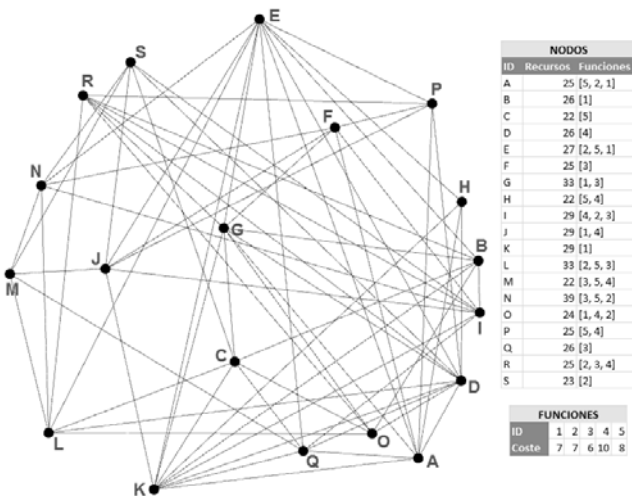 E
S
R
P
F
N
H
G
B
J
M
I
C
D
L
O
Q
A
K
NODOS
ID Recursos Funciones
A 25 [5, 2, 1]
B 26 [1]
C 22 [5]
D 26 [4]
E 27 [2, 5, 1]
F 25 [3]
G 33 [1, 3]
H 22 [5, 4]
I 29 [4, 2, 3]
J 29 [1, 4]
K 29 [1]
L 33 [2, 5, 3]
M 22 [3, 5, 4]
N 39 [3, 5, 2]
O 24 [1, 4, 2]
P 25 [5, 4]
Q 26 [3]
R 25 [2, 3, 4]
S 23 [2]
FUNCIONES
ID 1 2 3 4 5
Coste 7 7 6 10 8